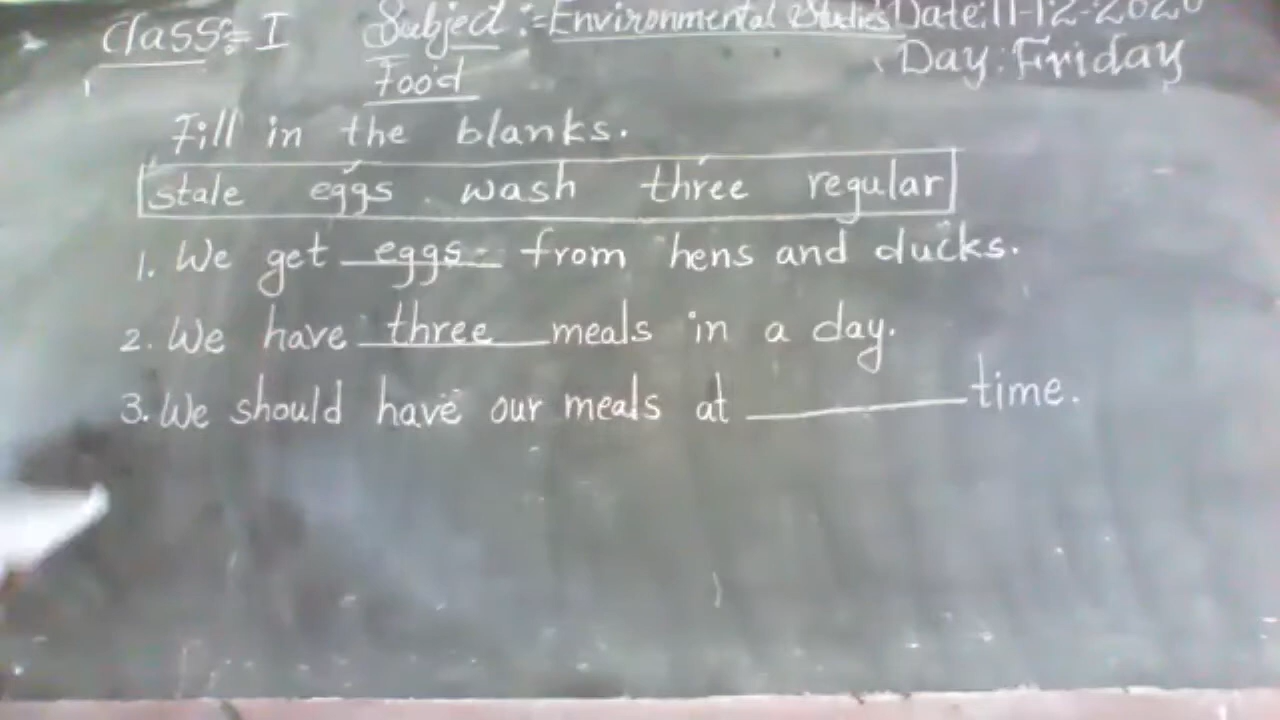 Class:- I Subject:- Environmental Studies Date: 11-12-2020
Food Day: Friday
Fill in the blanks.
stale eggs wash three regular
1. We get eggs from hens and ducks.
2. We have three meals in a day.
3. We should have our meals at ________ time.